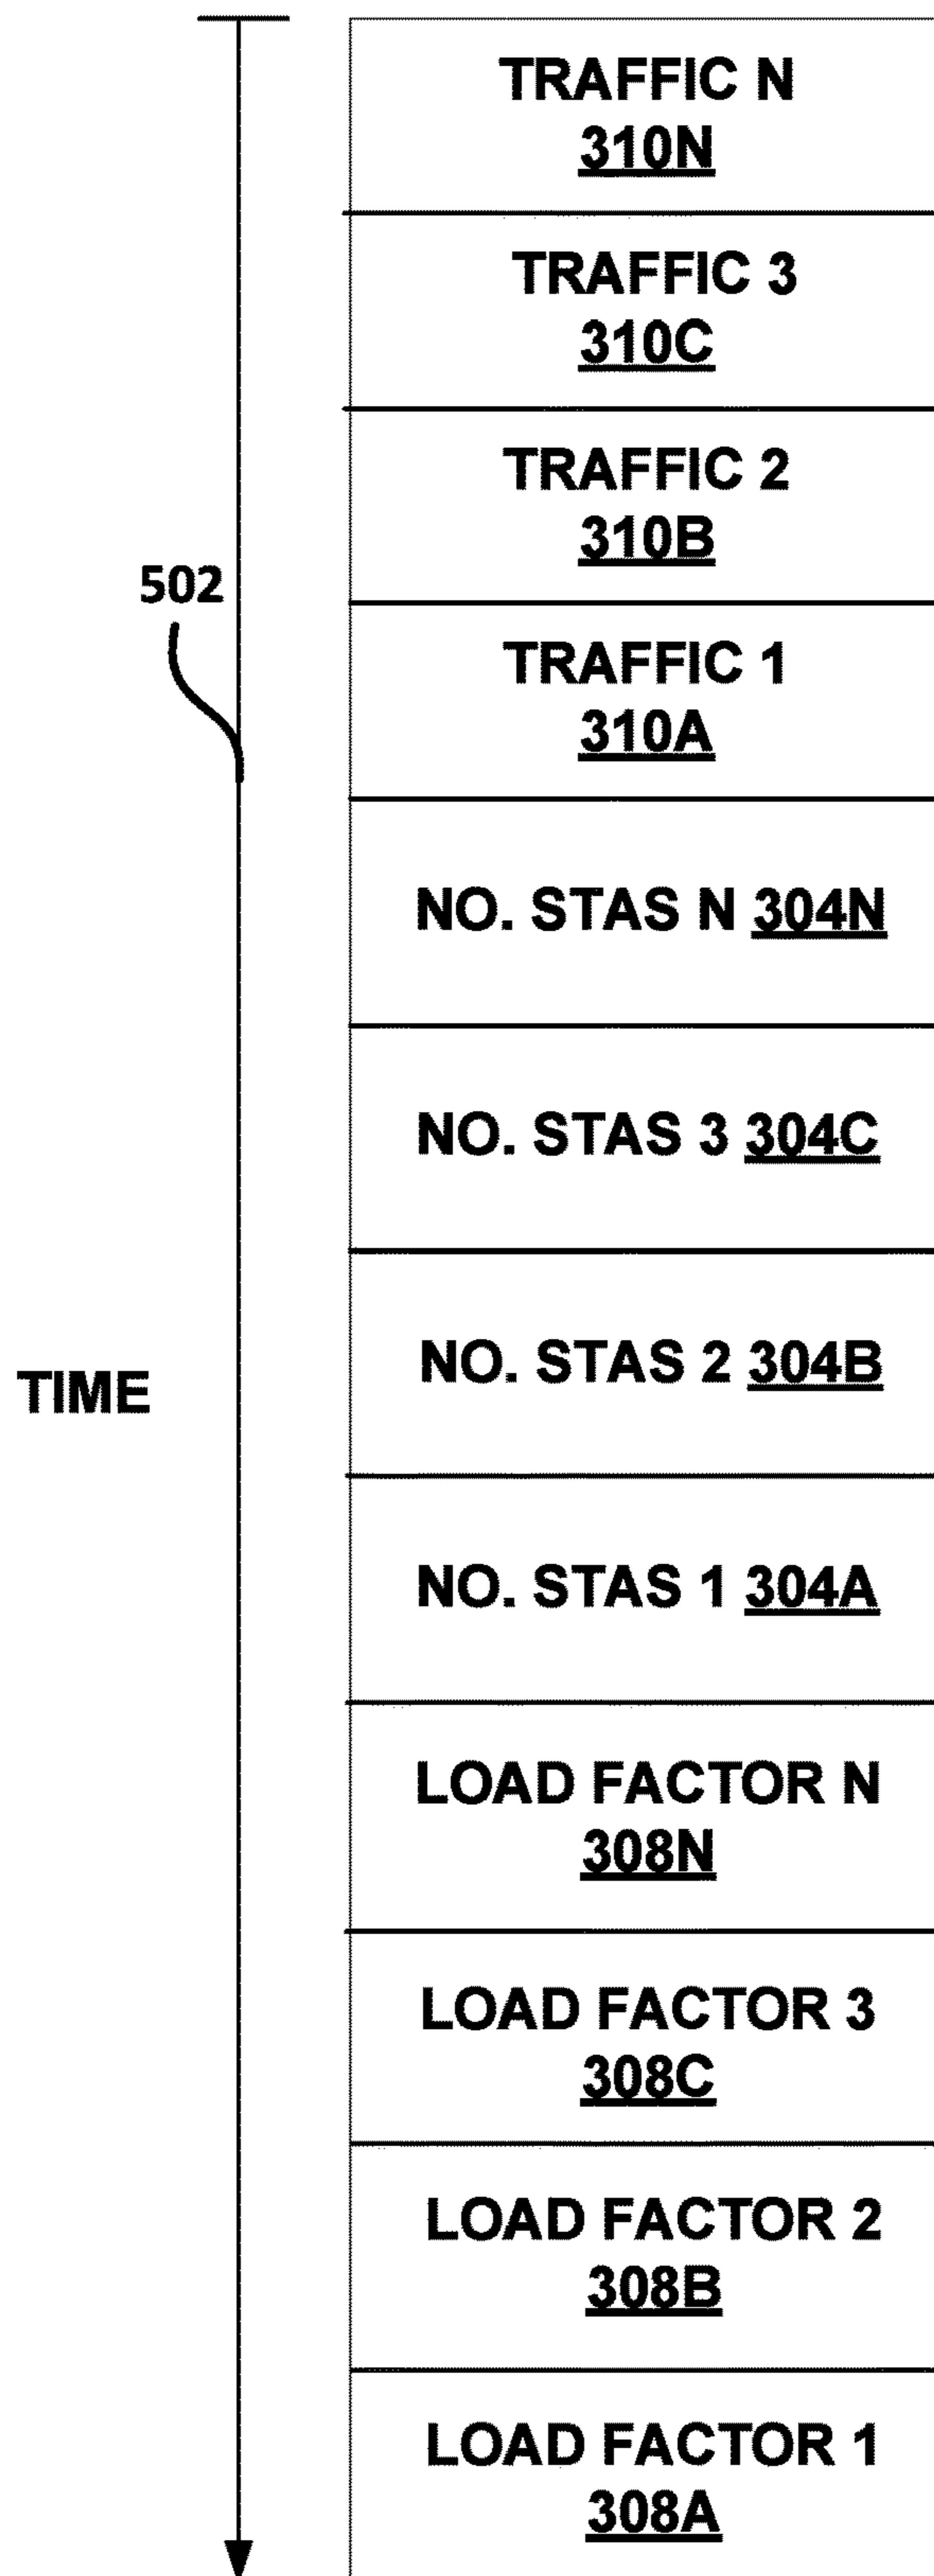 TRAFFIC N
310N
TRAFFIC 3
310C
TRAFFIC 2
310B
502
TRAFFIC 1
310A
NO. STAS N 304N
NO. STAS 3 304C
NO. STAS 2 304B
TIME
NO. STAS 1 304A
LOAD FACTOR N
308N
LOAD FACTOR 3
308C
LOAD FACTOR 2
308B
LOAD FACTOR 1
308A